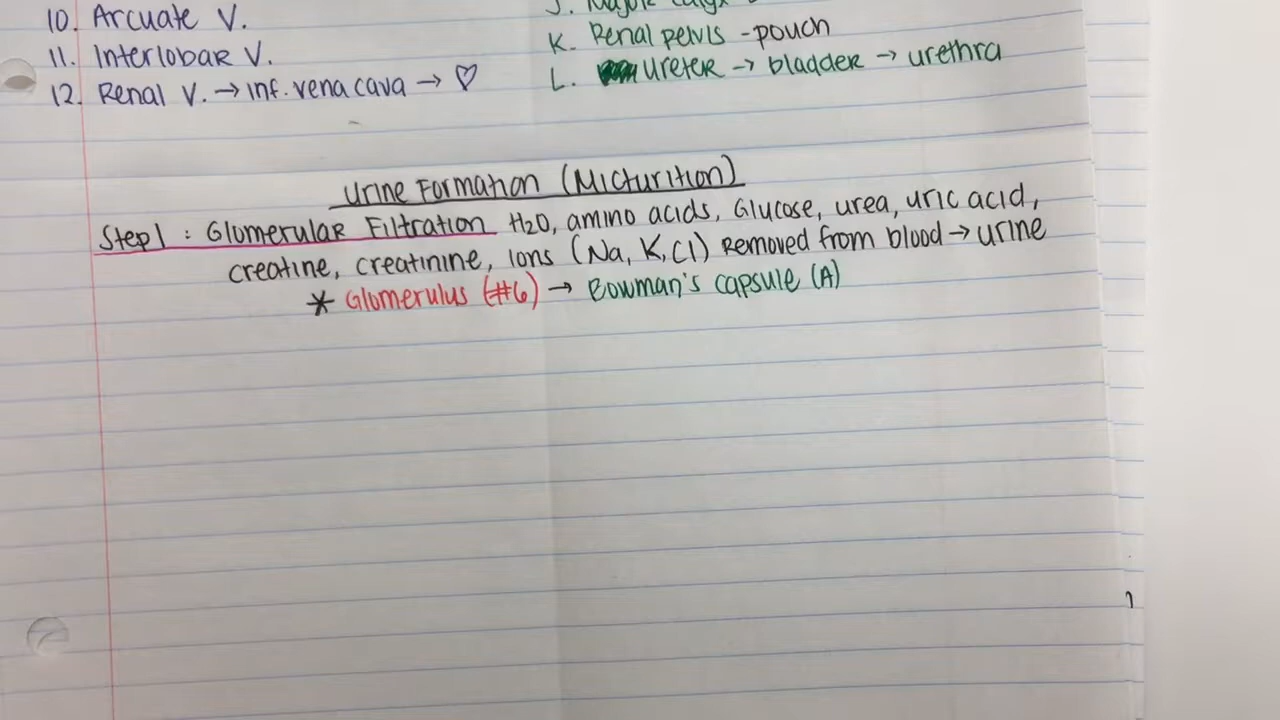 10. Arcuate V.
11. Interlobar V.
12. Renal V. → inf. vena cava → ♡
J. Major calyx
K. Renal pelvis - pouch
L. ureter → bladder → urethra
Urine Formation (Micturition)
Step 1: Glomerular Filtration H2O, amino acids, Glucose, urea, uric acid,
creatine, creatinine, ions (Na, K, Cl) Removed from blood → urine
* Glomerulus (#6) → Bowman's capsule (A)